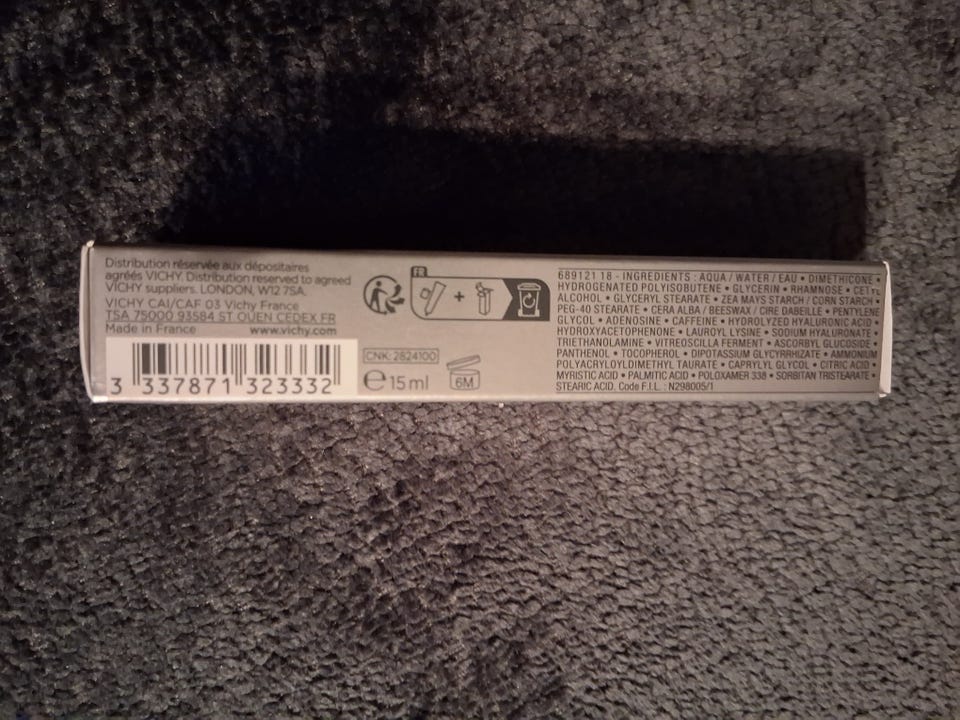 Distribution réservée aux dépositaires
agréés VICHY. Distribution reserved to agreed
VICHY suppliers. LONDON, W12 7SA.
VICHY CAI/CAF 03 Vichy France
TSA 75000 93584 ST OUEN CEDEX FR
Made in France www.vichy.com
3 337871 323332
FR
+
CNK: 2824100
e 15 ml
6M
689121 18 - INGREDIENTS : AQUA / WATER / EAU • DIMETHICONE •
HYDROGENATED POLYISOBUTENE • GLYCERIN • RHAMNOSE • CETYL
ALCOHOL • GLYCERYL STEARATE • ZEA MAYS STARCH / CORN STARCH •
PEG-40 STEARATE • CERA ALBA / BEESWAX / CIRE DABEILLE • PENTYLENE
GLYCOL • ADENOSINE • CAFFEINE • HYDROLYZED HYALURONIC ACID •
HYDROXYACETOPHENONE • LAUROYL LYSINE • SODIUM HYALURONATE •
TRIETHANOLAMINE • VITREOSCILLA FERMENT • ASCORBYL GLUCOSIDE •
PANTHENOL • TOCOPHEROL • DIPOTASSIUM GLYCYRRHIZATE • AMMONIUM
POLYACRYLOYLDIMETHYL TAURATE • CAPRYLYL GLYCOL • CITRIC ACID •
MYRISTIC ACID • PALMITIC ACID • POLOXAMER 338 • SORBITAN TRISTEARATE •
STEARIC ACID. Code F.I.L. : N298005/1